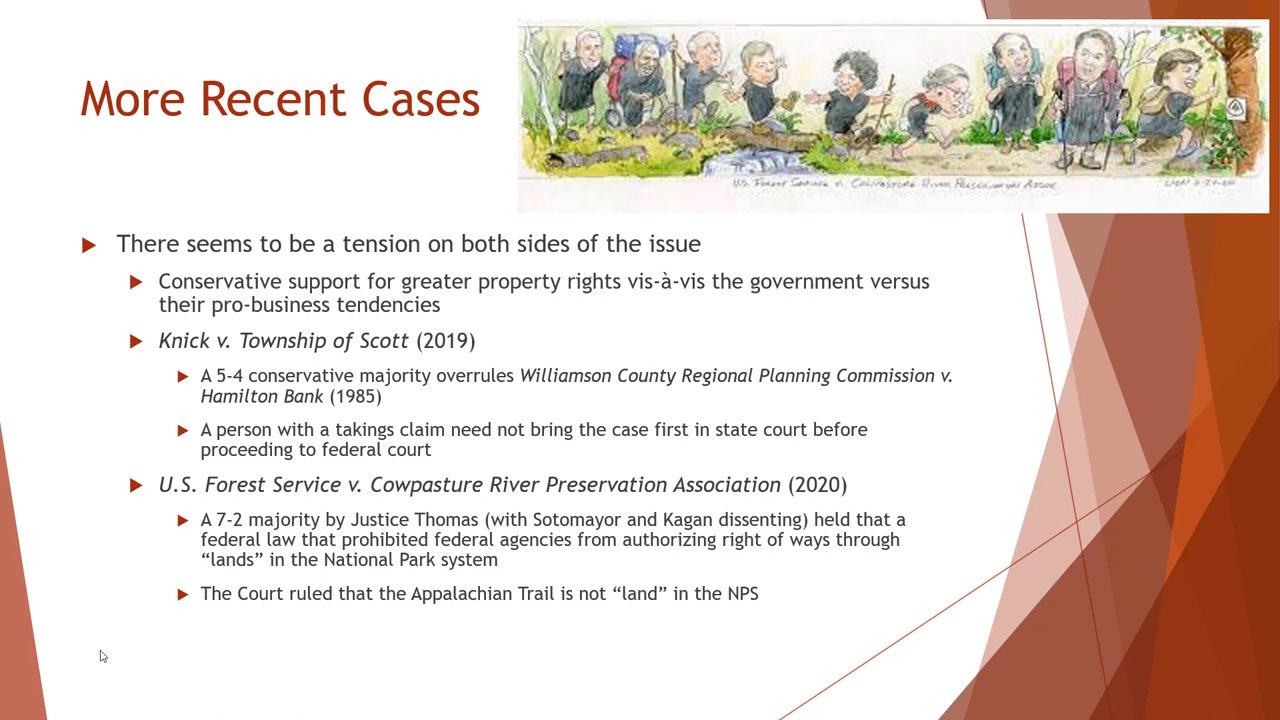 More Recent Cases
U.S. Forest Service v. Cowpasture River Preservation Assoc.
There seems to be a tension on both sides of the issue
Conservative support for greater property rights vis-à-vis the government versus
their pro-business tendencies
Knick v. Township of Scott (2019)
A 5-4 conservative majority overrules Williamson County Regional Planning Commission v.
Hamilton Bank (1985)
A person with a takings claim need not bring the case first in state court before
proceeding to federal court
U.S. Forest Service v. Cowpasture River Preservation Association (2020)
A 7-2 majority by Justice Thomas (with Sotomayor and Kagan dissenting) held that a
federal law that prohibited federal agencies from authorizing right of ways through
“lands” in the National Park system
The Court ruled that the Appalachian Trail is not “land” in the NPS